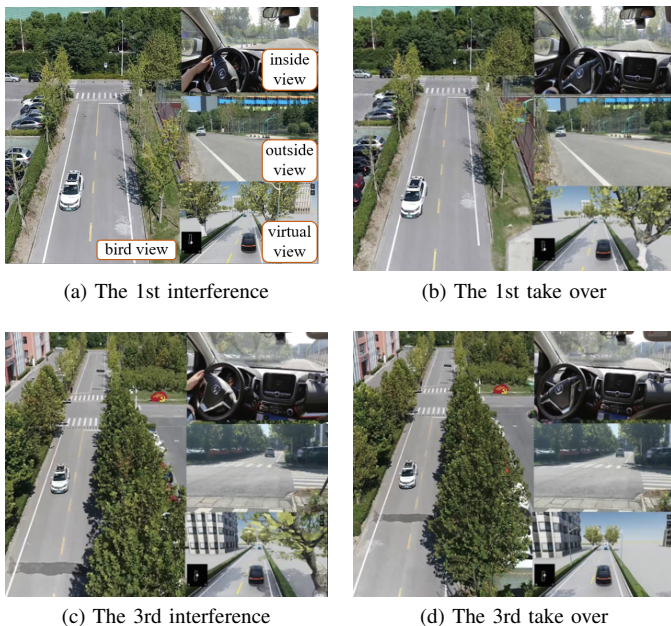 inside
view
outside
view
virtual
view
bird view
(a) The 1st interference
(b) The 1st take over
(c) The 3rd interference
(d) The 3rd take over